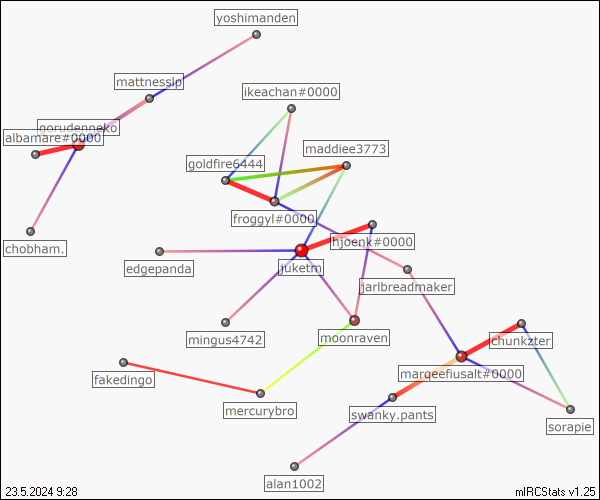 yoshimanden
mattnesslp
ikeachan#0000
gorudenneko
albamare#0000
maddiee3773
goldfire6444
froggyl#0000
hjoenk#0000
chobham.
edgepanda
juketm
jarlbreadmaker
mingus4742
moonraven
chunkzter
marqeefiusalt#0000
fakedingo
mercurybro
swanky.pants
sorapie
alan1002
23.5.2024 9:28
mIRCStats v1.25